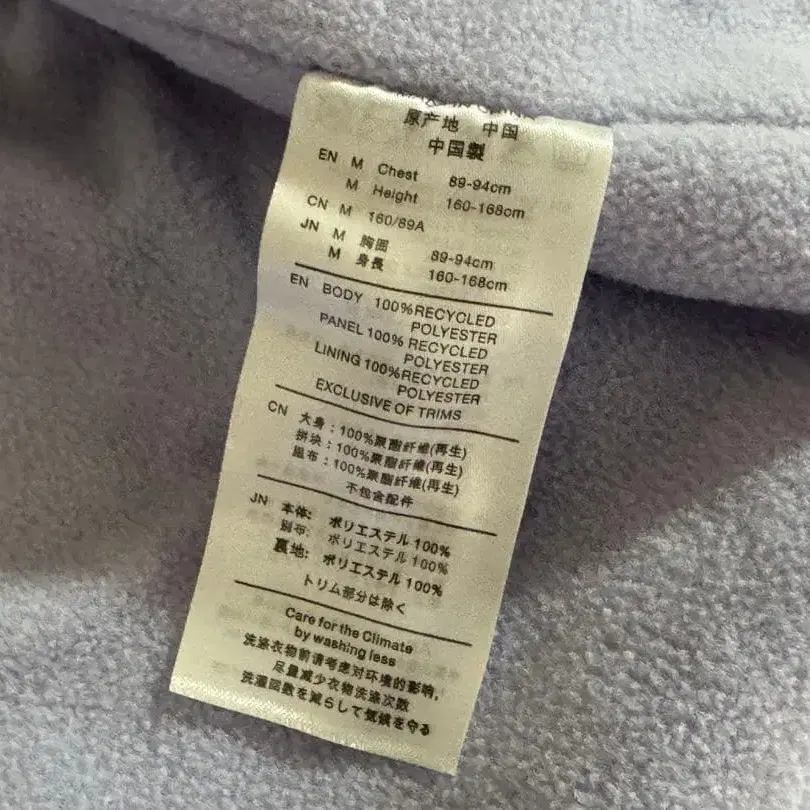 原产地 中国
中国製
EN M Chest 89-94cm
M Height 160-168cm
CN M 160/89A
JN M 胸囲 89-94cm
M 身長 160-168cm
EN BODY 100%RECYCLED
POLYESTER
PANEL 100% RECYCLED
POLYESTER
LINING 100%RECYCLED
POLYESTER
EXCLUSIVE OF TRIMS
CN 大身:100%聚酯纤维(再生)
拼块:100%聚酯纤维(再生)
里布:100%聚酯纤维(再生)
不包含配件
JN 本体: ポリエステル 100%
別布: ポリエステル 100%
裏地: ポリエステル 100%
トリム部分は除く
Care for the Climate
by washing less
洗涤衣物前请考虑对环境的影响,
尽量减少衣物洗涤次数
洗濯回数を減らして気候を守る